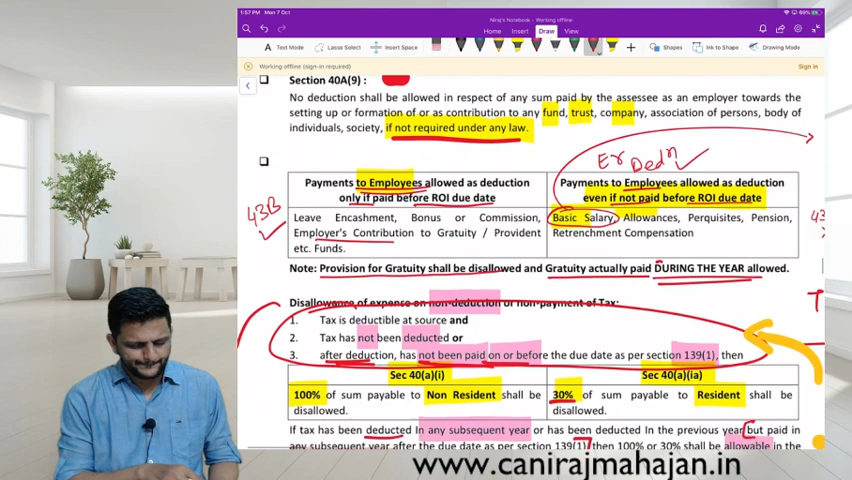 1:57 PM Mon 7 Oct
89%
Niraj's Notebook - Working offline
Home Insert Draw View
Text Mode Lasso Select Insert Space Shapes Ink to Shape Drawing Mode
Working offline (sign-in required) Sign in
Section 40A(9) :
No deduction shall be allowed in respect of any sum paid by the assessee as an employer towards the
setting up or formation of or as contribution to any fund, trust, company, association of persons, body of
individuals, society, if not required under any law.
Er Dedn
Payments to Employees allowed as deduction only if paid before ROI due date
Payments to Employees allowed as deduction even if not paid before ROI due date
43B
Leave Encashment, Bonus or Commission,
Employer's Contribution to Gratuity / Provident
etc. Funds.
Basic Salary, Allowances, Perquisites, Pension,
Retrenchment Compensation
Note: Provision for Gratuity shall be disallowed and Gratuity actually paid DURING THE YEAR allowed.
Disallowance of expense on non-deduction or non-payment of Tax:
1. Tax is deductible at source and
2. Tax has not been deducted or
3. after deduction, has not been paid on or before the due date as per section 139(1), then
Sec 40(a)(i)
Sec 40(a)(ia)
100% of sum payable to Non Resident shall be
disallowed.
30% of sum payable to Resident shall be
disallowed.
If tax has been deducted In any subsequent year or has been deducted In the previous year but paid in
any subsequent year after the due date as per section 139(1) then 100% or 30% shall be allowable in the
www.canirajmahajan.in